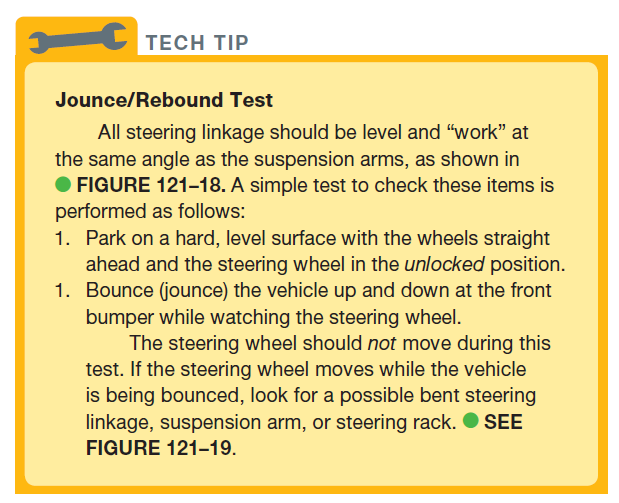 TECH TIP
Jounce/Rebound Test
All steering linkage should be level and “work” at
the same angle as the suspension arms, as shown in
● FIGURE 121–18. A simple test to check these items is
performed as follows:
1. Park on a hard, level surface with the wheels straight
ahead and the steering wheel in the unlocked position.
1. Bounce (jounce) the vehicle up and down at the front
bumper while watching the steering wheel.
The steering wheel should not move during this
test. If the steering wheel moves while the vehicle
is being bounced, look for a possible bent steering
linkage, suspension arm, or steering rack. ● SEE
FIGURE 121–19.